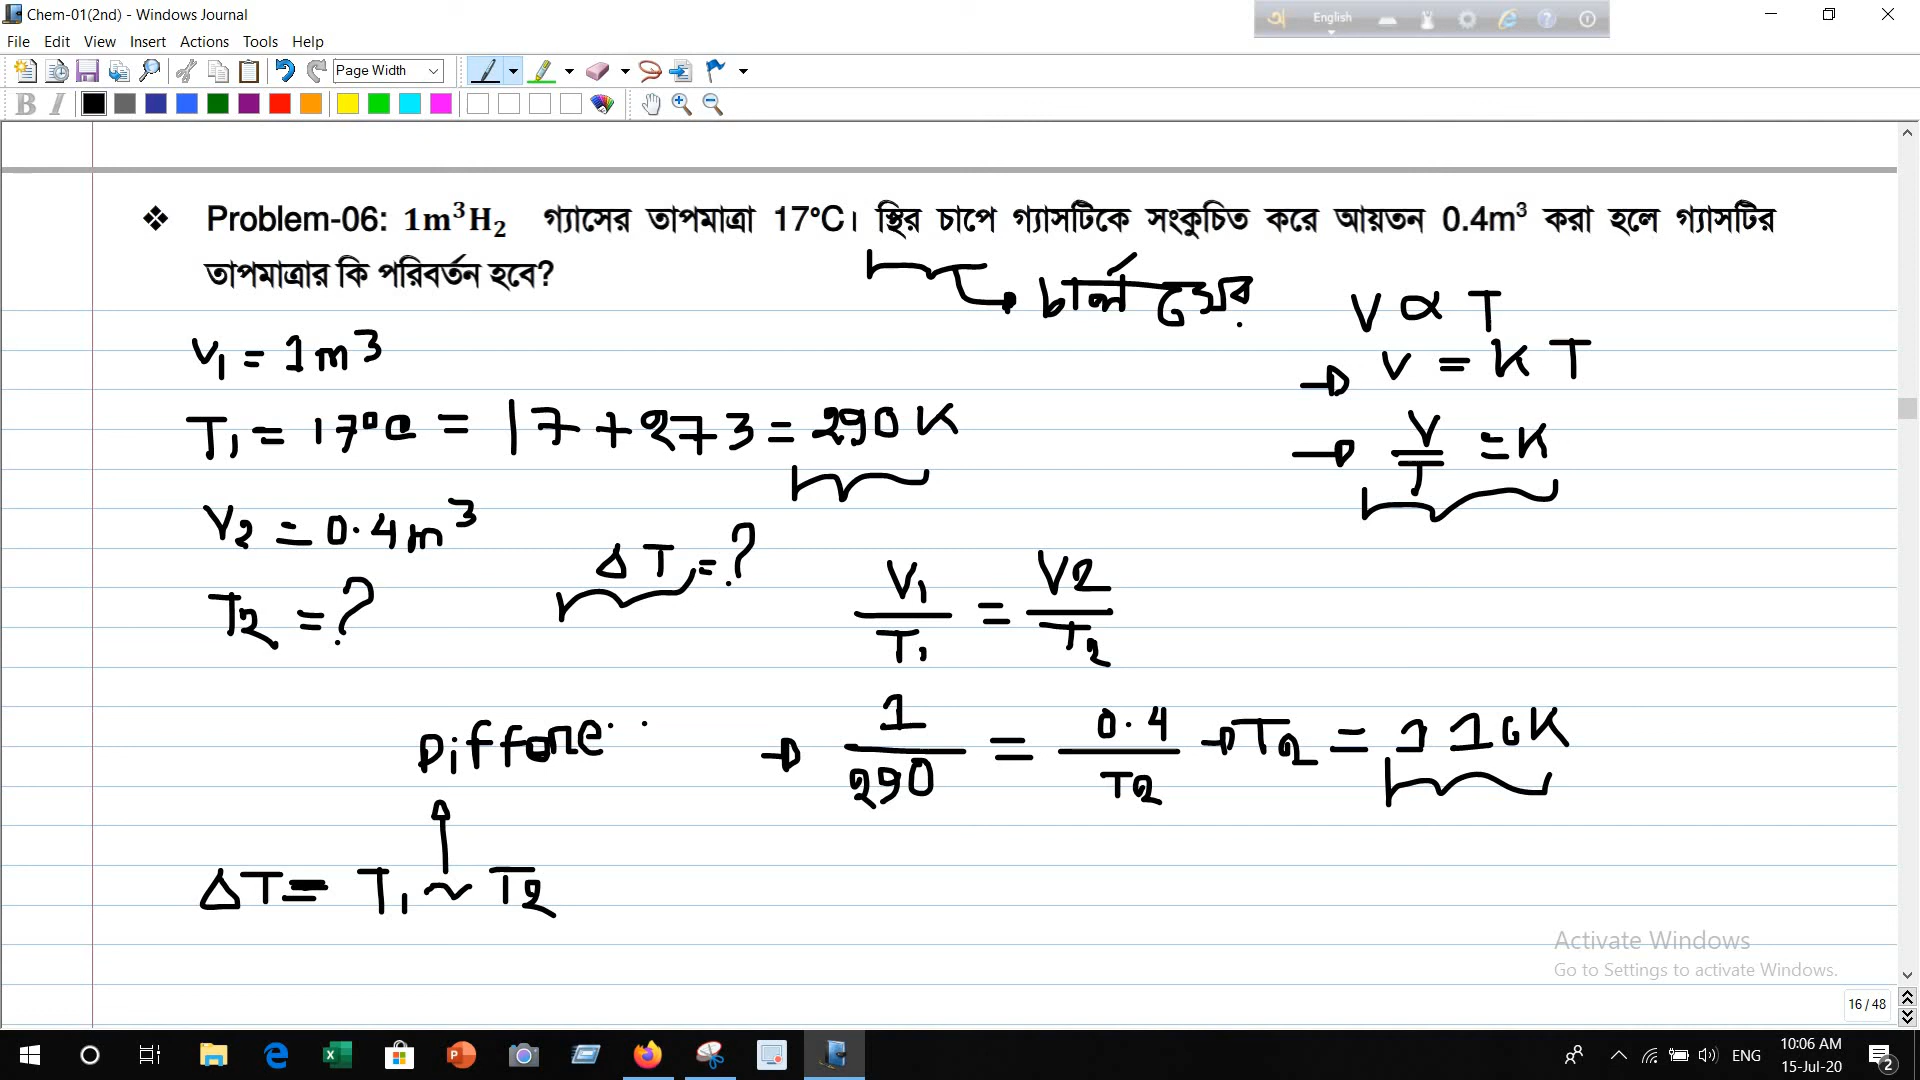 Chem-01(2nd) - Windows Journal
English
File Edit View Insert Actions Tools Help
Page Width
B I
❖ Problem-06: 1m³H₂ গ্যাসের তাপমাত্রা 17°C। স্থির চাপে গ্যাসটিকে সংকুচিত করে আয়তন 0.4m³ করা হলে গ্যাসটির
তাপমাত্রার কি পরিবর্তন হবে?
V ∝ T
V₁ = 1m³
→ V = KT
T₁ = 17°C = 17+273 = 290K
→ V/T = K
V₂ = 0.4m³
ΔT = ?
V₁/T₁ = V₂/T₂
T₂ = ?
Differe
→ 1/290 = 0.4/T₂ → T₂ = 116K
ΔT = T₁ ~ T₂
Activate Windows
Go to Settings to activate Windows.
16 / 48
ENG
10:06 AM
15-Jul-20
2